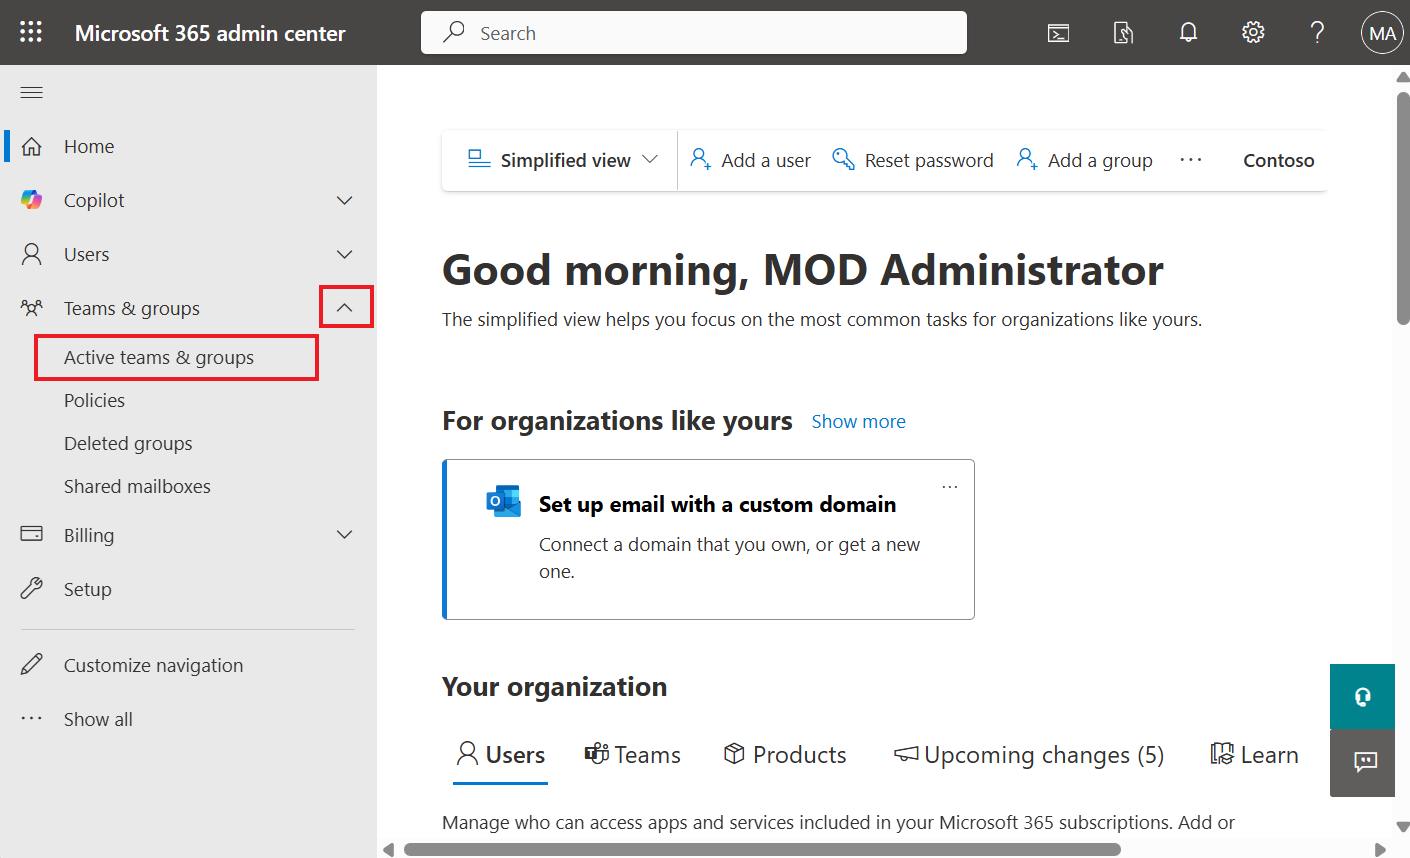 Microsoft 365 admin center
Search
MA
Home
Copilot
Users
Teams & groups
Active teams & groups
Policies
Deleted groups
Shared mailboxes
Billing
Setup
Customize navigation
Show all
Simplified view
Add a user
Reset password
Add a group
Contoso
Good morning, MOD Administrator
The simplified view helps you focus on the most common tasks for organizations like yours.
For organizations like yours
Show more
Set up email with a custom domain
Connect a domain that you own, or get a new
one.
Your organization
Users
Teams
Products
Upcoming changes (5)
Learn
Manage who can access apps and services included in your Microsoft 365 subscriptions. Add or